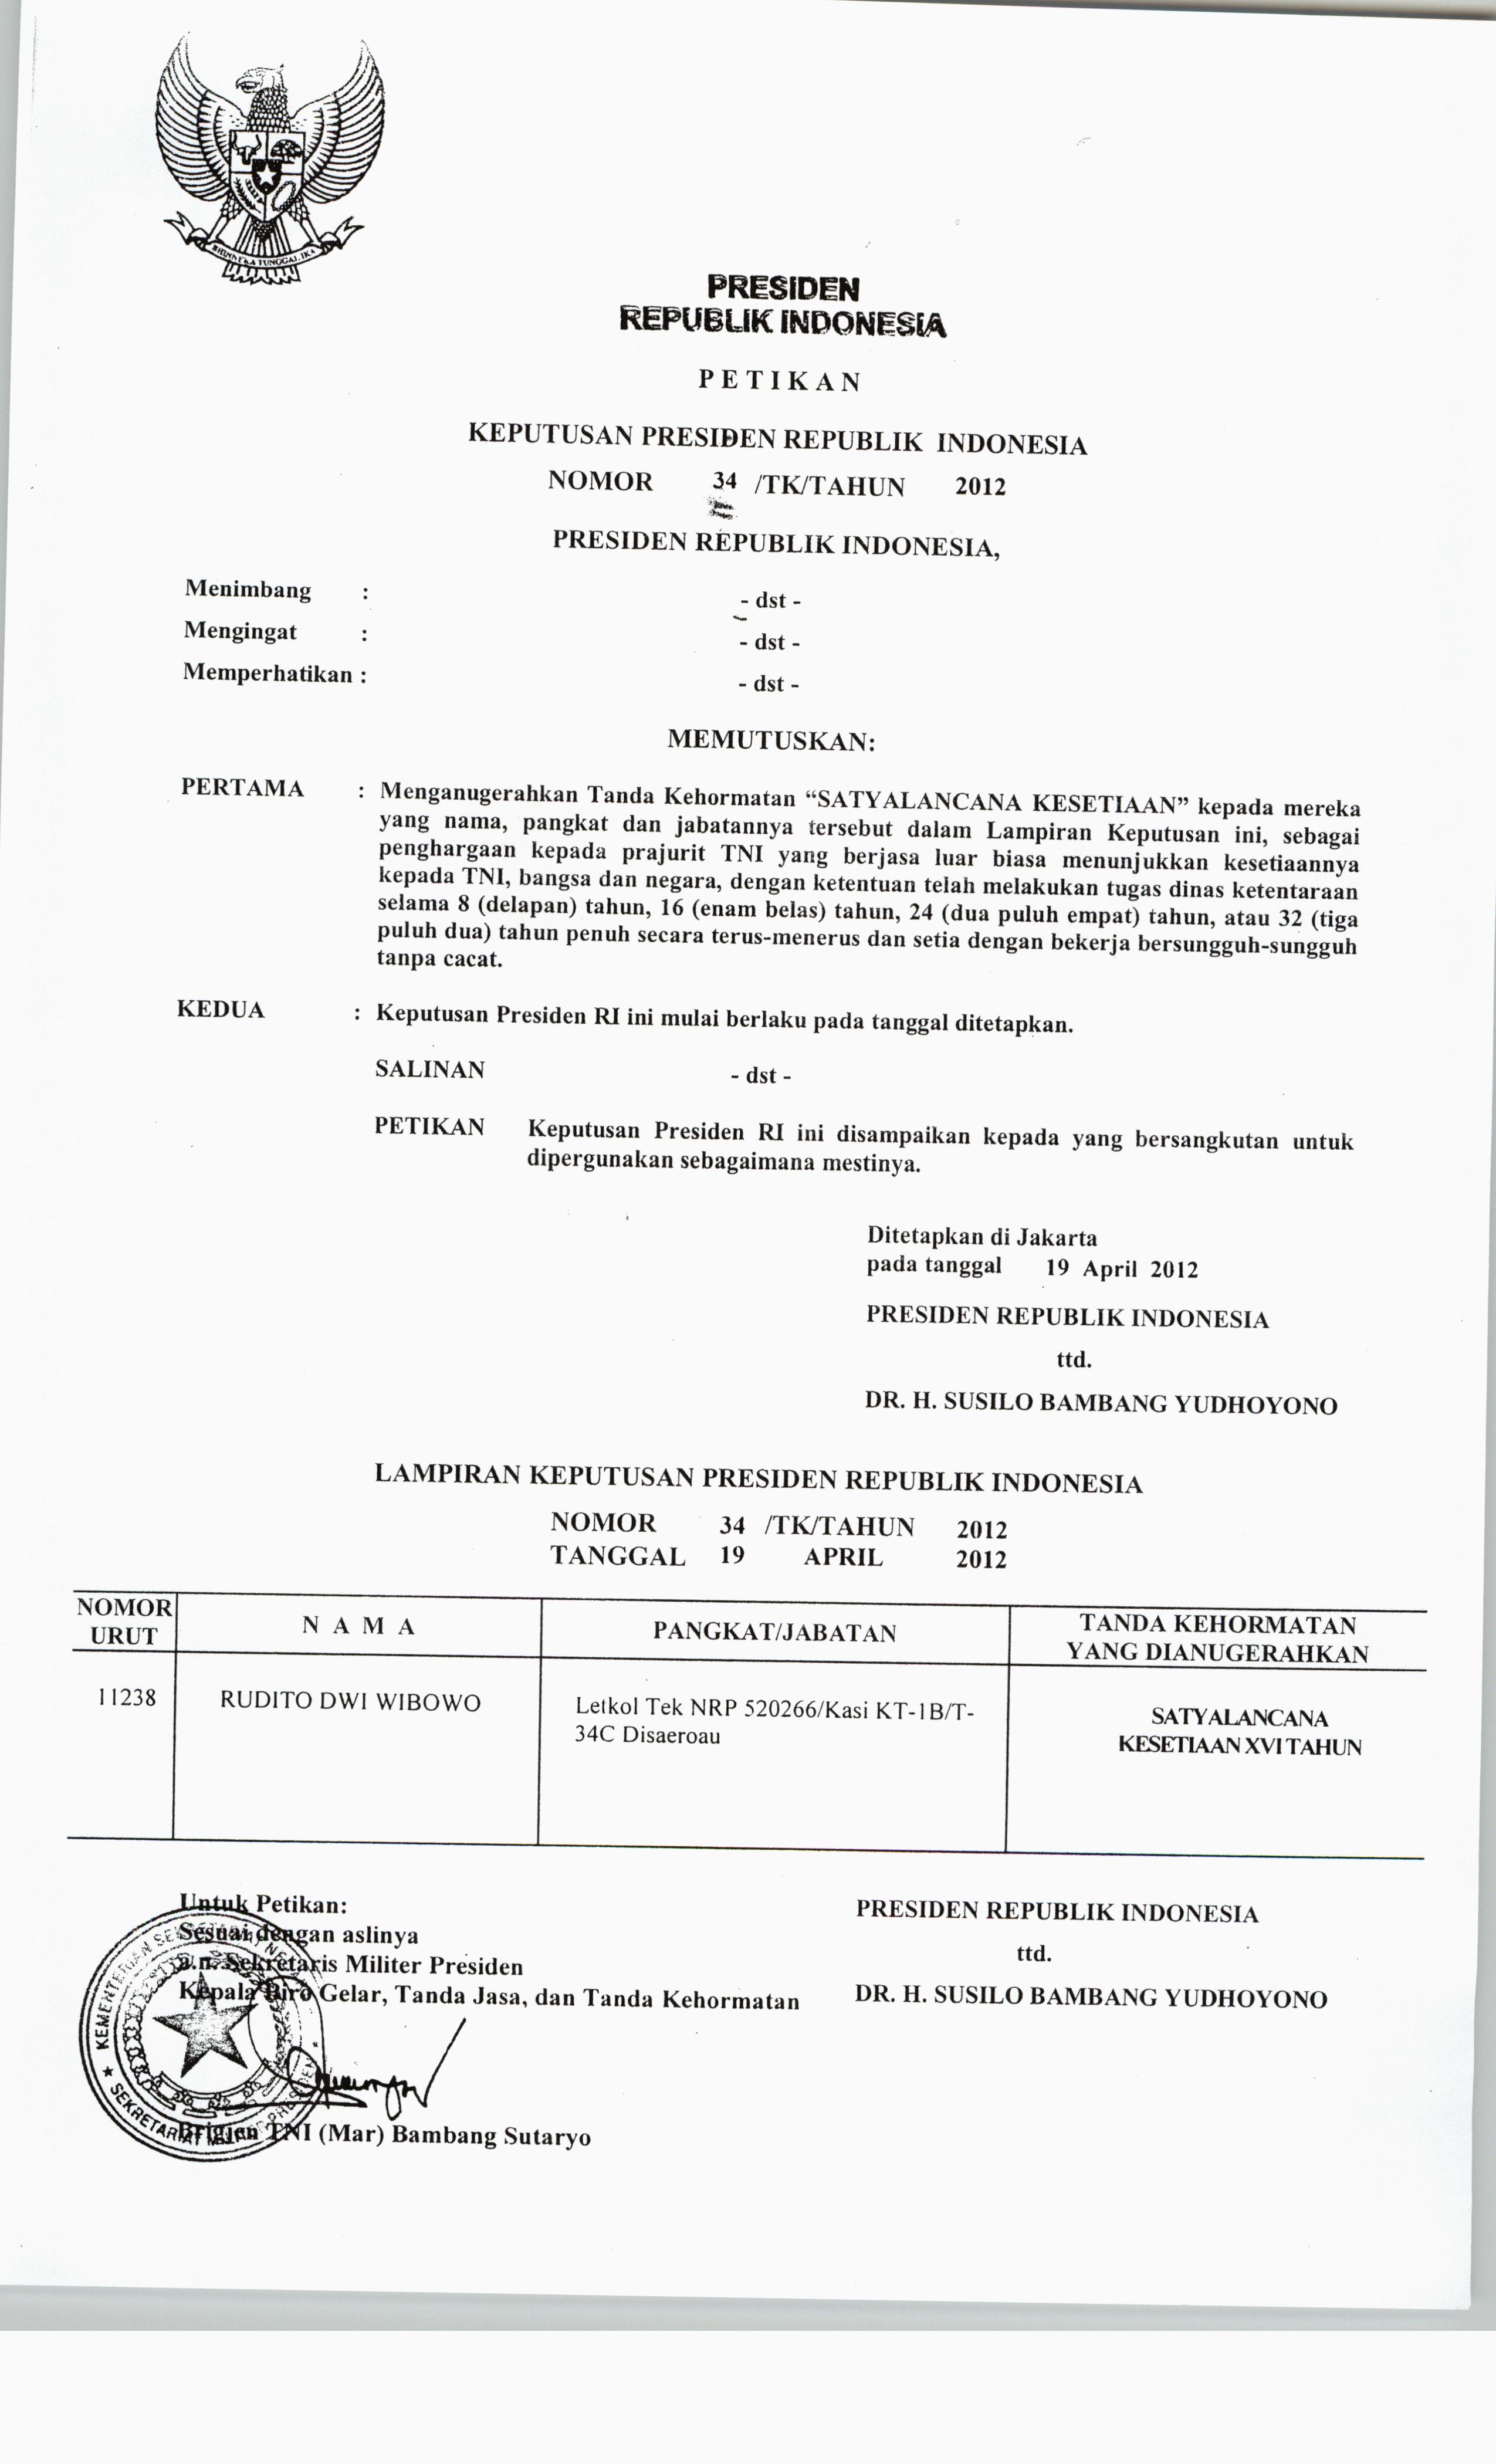 BHINNEKA TUNGGAL IKA
PRESIDEN
REPUBLIK INDONESIA
P E T I K A N
KEPUTUSAN PRESIDEN REPUBLIK INDONESIA
NOMOR 34 /TK/TAHUN 2012
PRESIDEN REPUBLIK INDONESIA,
Menimbang : - dst -
Mengingat : - dst -
Memperhatikan : - dst -
MEMUTUSKAN:
PERTAMA : Menganugerahkan Tanda Kehormatan “SATYALANCANA KESETIAAN” kepada mereka
yang nama, pangkat dan jabatannya tersebut dalam Lampiran Keputusan ini, sebagai
penghargaan kepada prajurit TNI yang berjasa luar biasa menunjukkan kesetiaannya
kepada TNI, bangsa dan negara, dengan ketentuan telah melakukan tugas dinas ketentaraan
selama 8 (delapan) tahun, 16 (enam belas) tahun, 24 (dua puluh empat) tahun, atau 32 (tiga
puluh dua) tahun penuh secara terus-menerus dan setia dengan bekerja bersungguh-sungguh
tanpa cacat.
KEDUA : Keputusan Presiden RI ini mulai berlaku pada tanggal ditetapkan.
SALINAN - dst -
PETIKAN Keputusan Presiden RI ini disampaikan kepada yang bersangkutan untuk
dipergunakan sebagaimana mestinya.
Ditetapkan di Jakarta
pada tanggal 19 April 2012
PRESIDEN REPUBLIK INDONESIA
ttd.
DR. H. SUSILO BAMBANG YUDHOYONO
LAMPIRAN KEPUTUSAN PRESIDEN REPUBLIK INDONESIA
NOMOR 34 /TK/TAHUN 2012
TANGGAL 19 APRIL 2012
NOMOR URUT
N A M A
PANGKAT/JABATAN
TANDA KEHORMATAN
YANG DIANUGERAHKAN
11238
RUDITO DWI WIBOWO
Letkol Tek NRP 520266/Kasi KT-1B/T-
34C Disaeroau
SATYALANCANA
KESETIAAN XVI TAHUN
Untuk Petikan:
Sesuai dengan aslinya
a.n. Sekretaris Militer Presiden
Kepala Biro Gelar, Tanda Jasa, dan Tanda Kehormatan
KEMENTERIAN SEKRETARIAT NEGARA
SEKRETARIAT MILITER PRESIDEN
Brigjen TNI (Mar) Bambang Sutaryo
PRESIDEN REPUBLIK INDONESIA
ttd.
DR. H. SUSILO BAMBANG YUDHOYONO